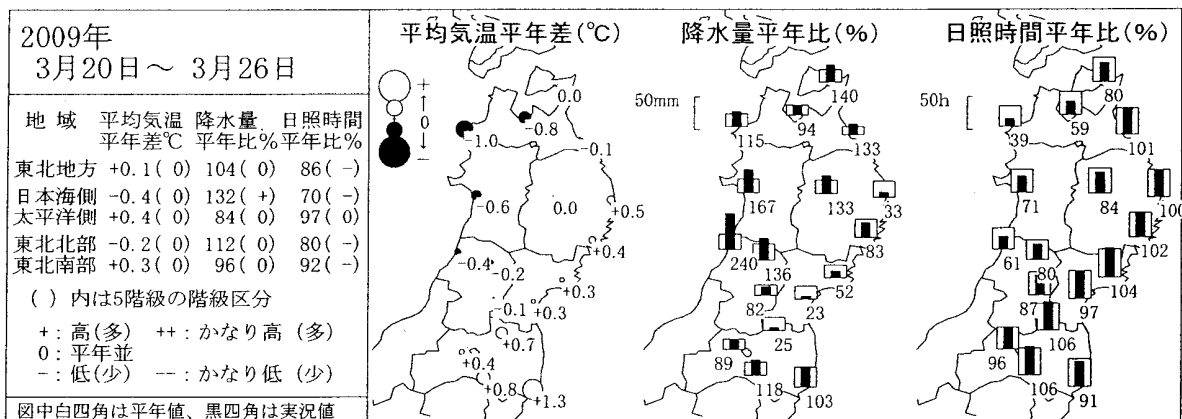 2009年
3月20日～ 3月26日
地 域 平均気温 降水量 日照時間
平年差℃ 平年比% 平年比%
東北地方 +0.1( 0) 104( 0) 86( -)
日本海側 -0.4( 0) 132( +) 70( -)
太平洋側 +0.4( 0) 84( 0) 97( 0)
東北北部 -0.2( 0) 112( 0) 80( -)
東北南部 +0.3( 0) 96( 0) 92( -)
( ) 内は5階級の階級区分
+ : 高(多) ++ : かなり高 (多)
0 : 平年並
- : 低(少) -- : かなり低 (少)
図中白四角は平年値、黒四角は実況値
平均気温平年差(℃)
+
↑
0
↓
-
0.0
-0.8
-1.0
-0.1
-0.6
0.0
+0.5
+0.4
-0.4
-0.2
+0.3
-0.1
+0.3
+0.7
+0.4
+0.8
+1.3
降水量平年比(%)
50mm
140
115
94
133
167
133
33
83
240
136
52
82
23
25
89
118
103
日照時間平年比(%)
50h
80
39
59
101
71
84
100
102
61
80
104
87
97
106
96
106
91